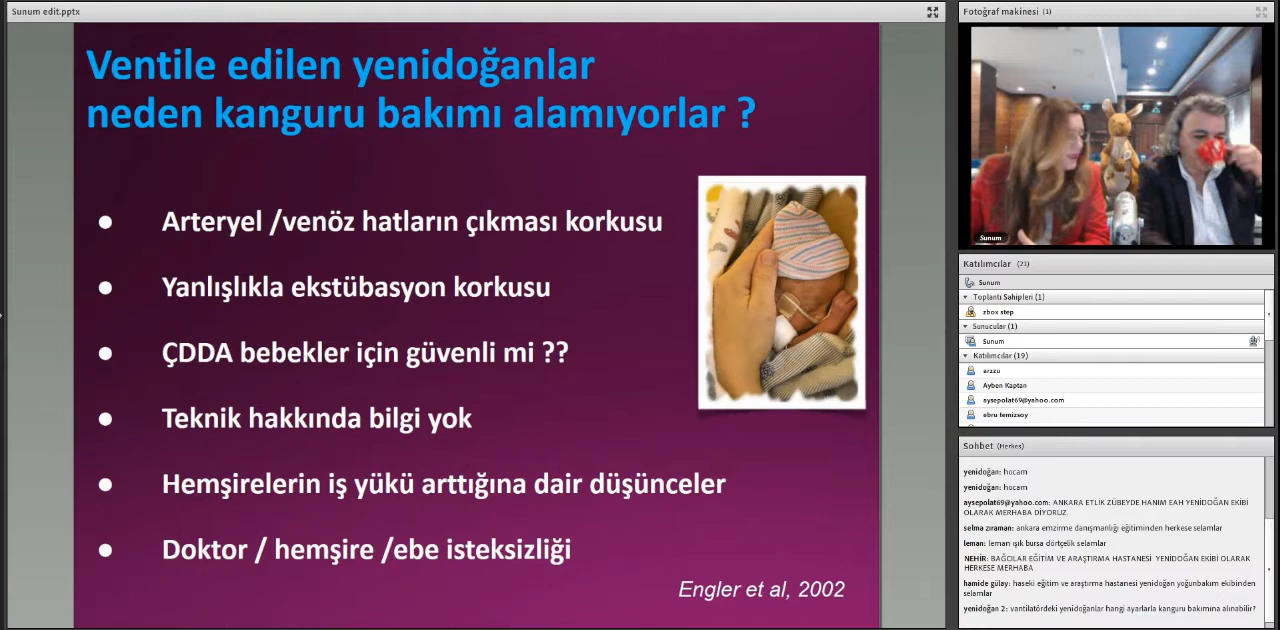 Sunum edit.pptx
Ventile edilen yenidoğanlar
neden kanguru bakımı alamıyorlar ?
● Arteryel /venöz hatların çıkması korkusu
● Yanlışlıkla ekstübasyon korkusu
● ÇDDA bebekler için güvenli mi ??
● Teknik hakkında bilgi yok
● Hemşirelerin iş yükü arttığına dair düşünceler
● Doktor / hemşire /ebe isteksizliği
Engler et al, 2002
Fotoğraf makinesi (1)
Sunum
Katılımcılar (21)
Sunum
Toplantı Sahipleri (1)
zbox step
Sunucular (1)
Sunum
Katılımcılar (19)
arzzu
Ayben Kaptan
aysepolat69@yahoo.com
ebru temizsoy
Sohbet (Herkes)
yenidoğan: hocam
yenidoğan: hocam
aysepolat69@yahoo.com: ANKARA ETLİK ZÜBEYDE HANIM EAH YENİDOĞAN EKİBİ
OLARAK MERHABA DİYORUZ.
selma zıraman: ankara emzirme danışmanlığı eğitiminden herkese selamlar
leman: leman ışık bursa dörtçelik selamlar
NEHİR: BAĞCILAR EĞİTİM VE ARAŞTIRMA HASTANESİ YENİDOĞAN EKİBİ OLARAK
HERKESE MERHABA
hamide gülay: haseki eğitim ve araştırma hastanesi yenidoğan yoğunbakım ekibinden
selamlar
yenidoğan 2: vantilatördeki yenidoğanlar hangi ayarlarla kanguru bakımına alınabilir?